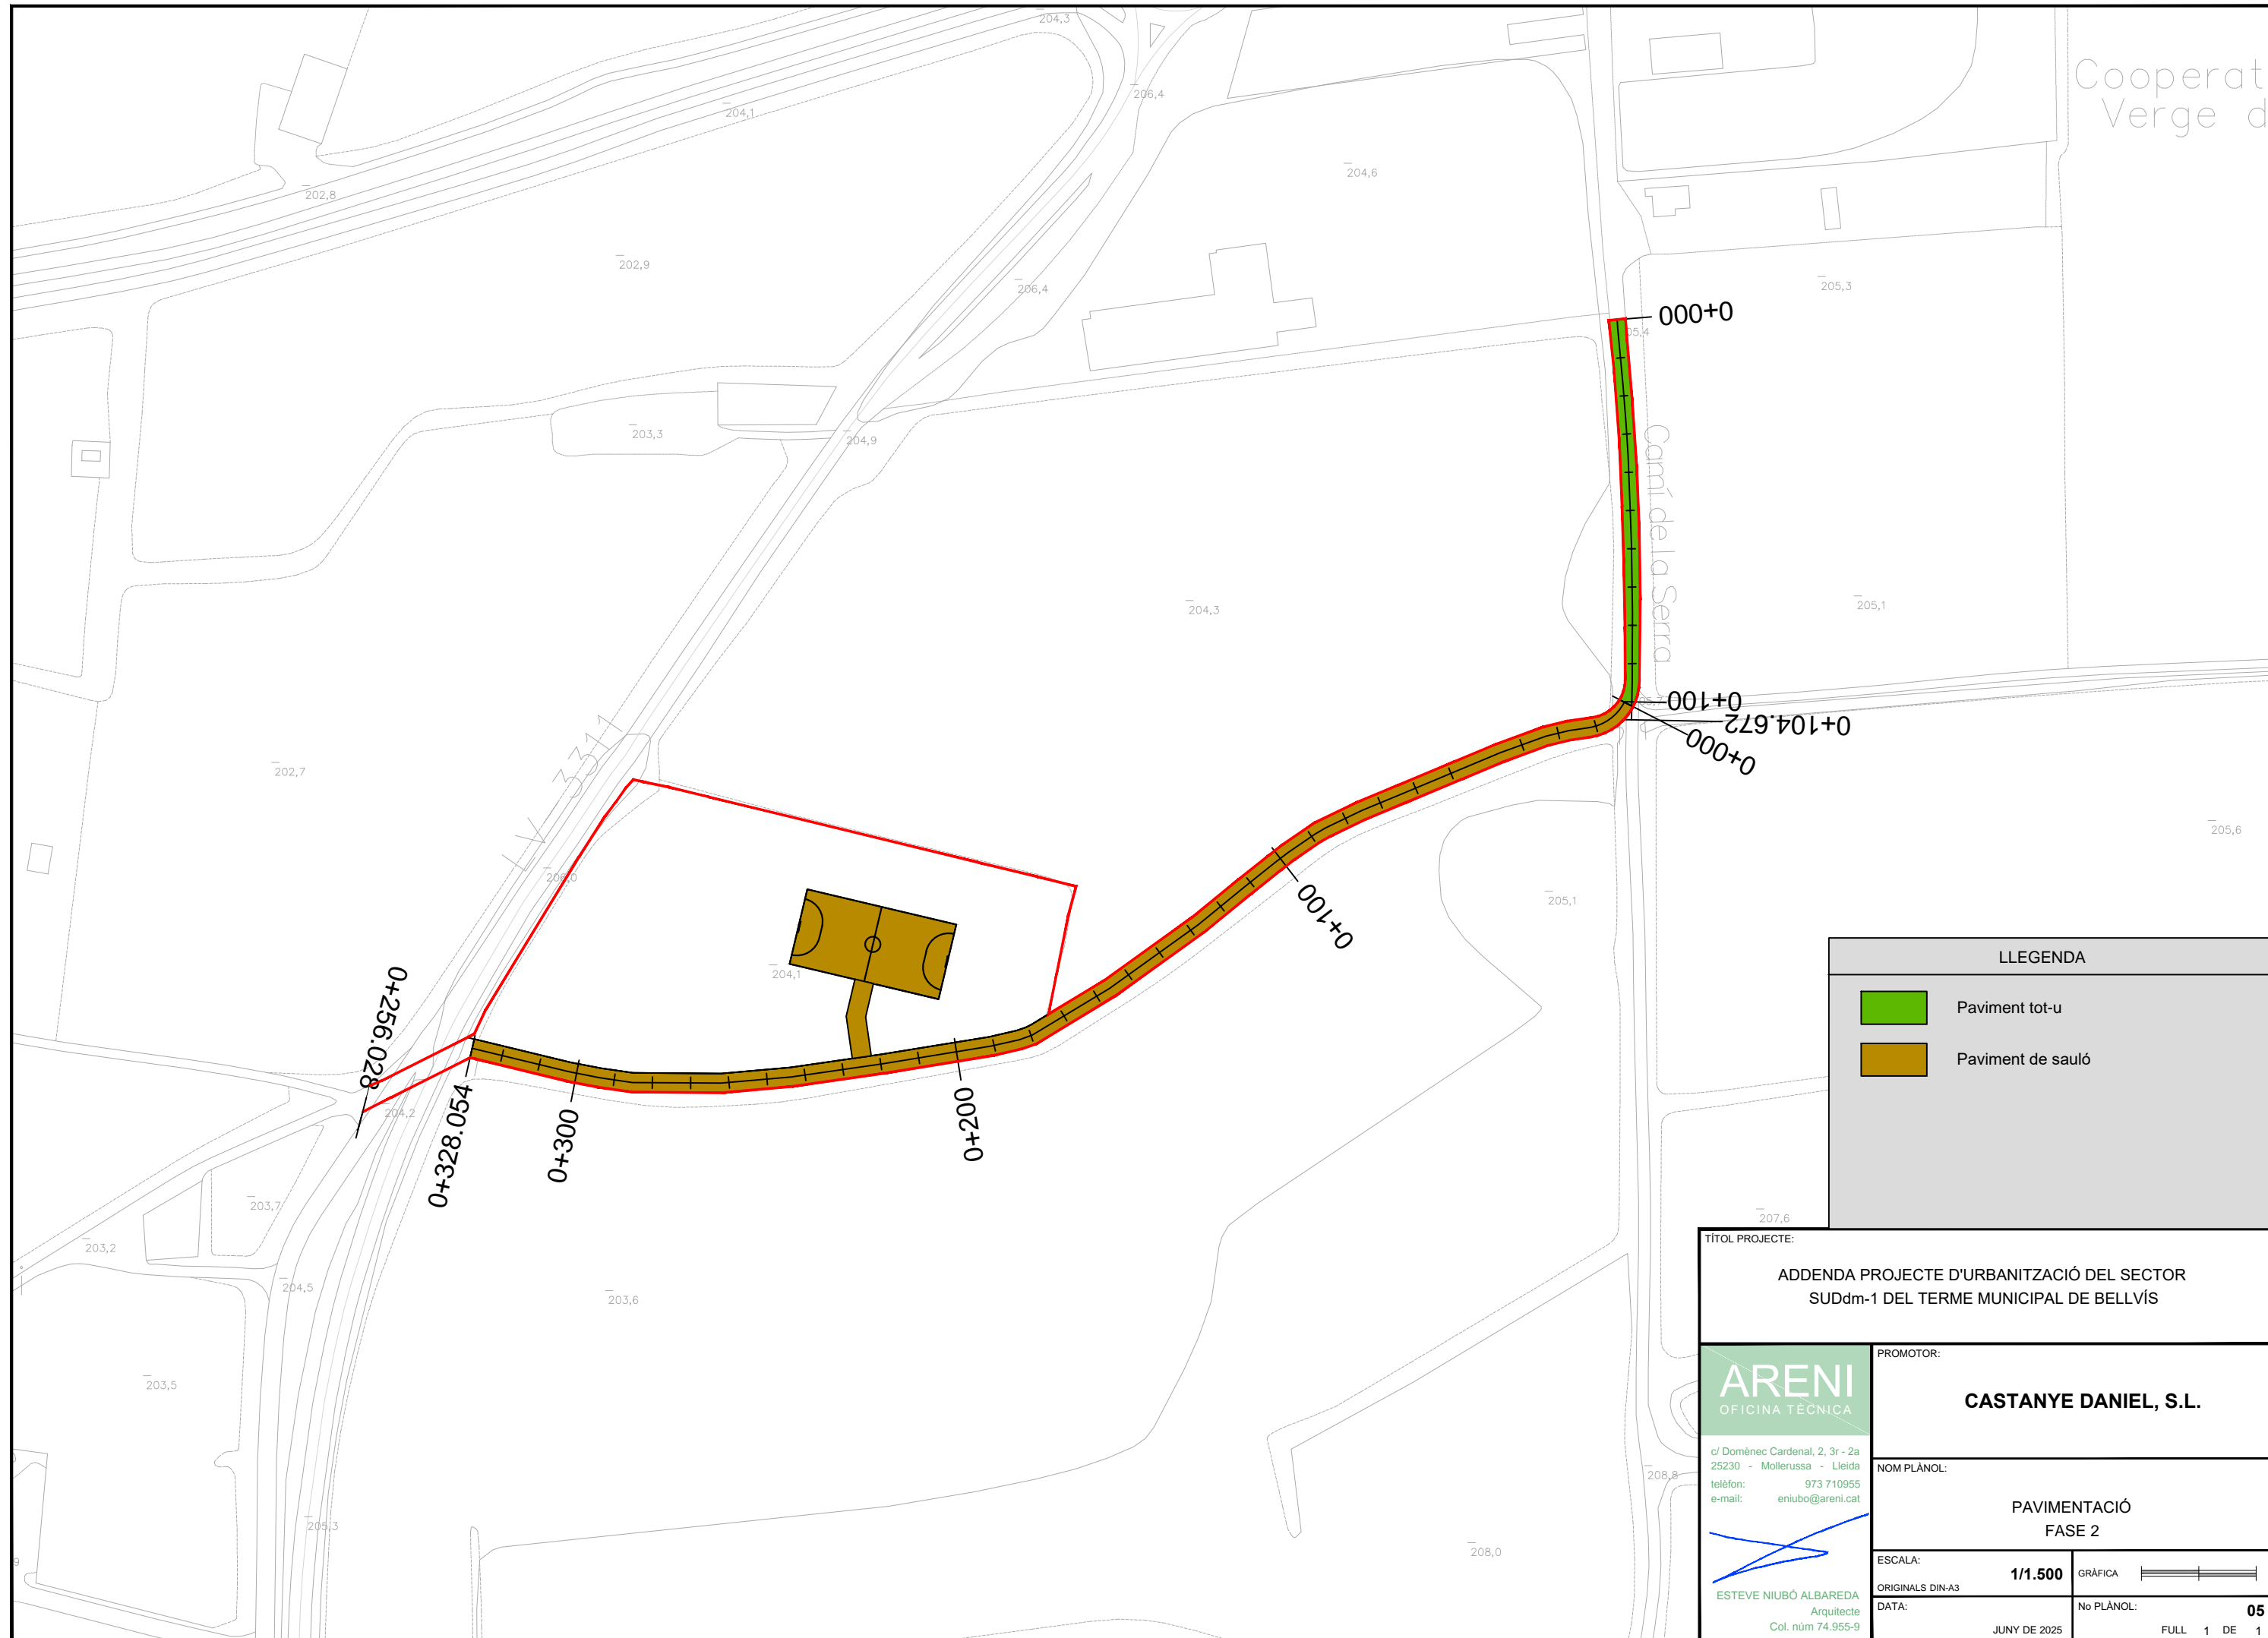 204,3
206,4
204,1
204,6
202,8
202,9
206,4
205,3
0+000
05,4
203,3
204,9
Camí de la Serra
204,3
205,1
0+100
0+104.672
0+000
202,7
LV-3331
205,6
206,0
205,1
0+100
204,1
0+256.028
204,2
0+328.054
0+300
0+200
203,7
203,2
204,5
203,6
207,6
203,5
205,3
208,8
208,0
LLEGENDA
Paviment tot-u
Paviment de sauló
TÍTOL PROJECTE:
ADDENDA PROJECTE D'URBANITZACIÓ DEL SECTOR
SUDdm-1 DEL TERME MUNICIPAL DE BELLVÍS
ARENI
OFICINA TÈCNICA
c/ Domènec Cardenal, 2, 3r - 2a
25230 - Mollerussa - Lleida
telèfon: 973 710955
e-mail: eniubo@areni.cat
ESTEVE NIUBÓ ALBAREDA
Arquitecte
Col. núm 74.955-9
PROMOTOR:
CASTANYE DANIEL, S.L.
NOM PLÀNOL:
PAVIMENTACIÓ
FASE 2
ESCALA:
1/1.500
ORIGINALS DIN-A3
GRÀFICA
DATA:
JUNY DE 2025
No PLÀNOL:
05
FULL 1 DE 1